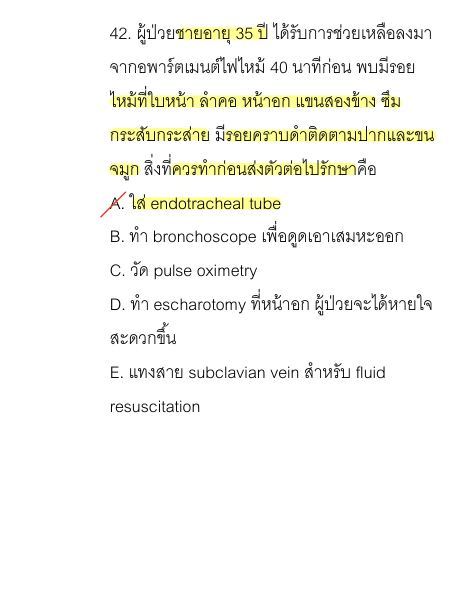 42. ผู้ป่วยชายอายุ 35 ปี ได้รับการช่วยเหลือลงมา
จากอพาร์ตเมนต์ไฟไหม้ 40 นาทีก่อน พบมีรอย
ไหม้ที่ใบหน้า ลำคอ หน้าอก แขนสองข้าง ซึม
กระสับกระส่าย มีรอยคราบดำติดตามปากและขน
จมูก สิ่งที่ควรทำก่อนส่งตัวต่อไปรักษาคือ
A. ใส่ endotracheal tube
B. ทำ bronchoscope เพื่อดูดเอาเสมหะออก
C. วัด pulse oximetry
D. ทำ escharotomy ที่หน้าอก ผู้ป่วยจะได้หายใจ
สะดวกขึ้น
E. แทงสาย subclavian vein สำหรับ fluid
resuscitation